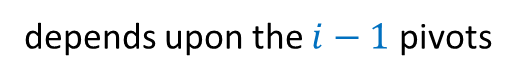 depends upon the i − 1 pivots